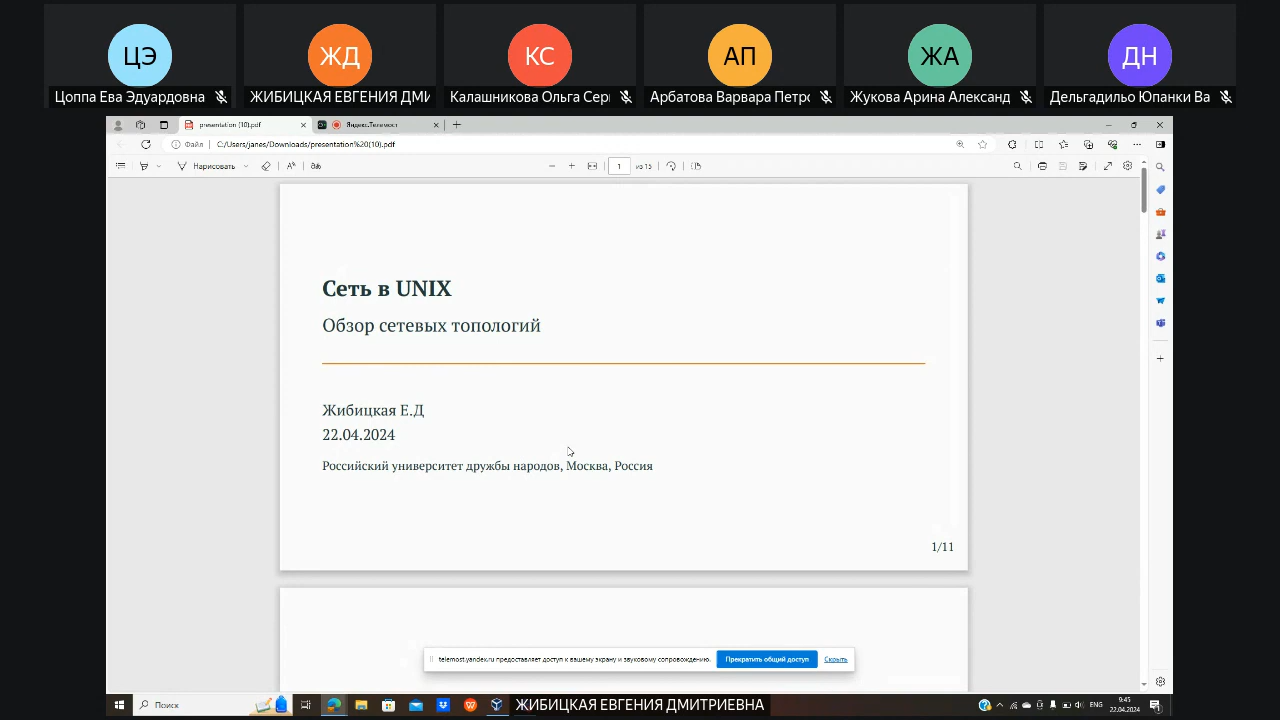 ЦЭ
ЖД
КС
АП
ЖА
ДН
Цоппа Ева Эдуардовна
ЖИБИЦКАЯ ЕВГЕНИЯ ДМИ
Калашникова Ольга Сер
Арбатова Варвара Петро
Жукова Арина Александ
Дельгадильо Юпанки Ва
presentation (10).pdf
Яндекс.Телемост
Файл
C:/Users/janes/Downloads/presentation%20(10).pdf
Нарисовать
1 из 15
Сеть в UNIX
Обзор сетевых топологий
Жибицкая Е.Д
22.04.2024
Российский университет дружбы народов, Москва, Россия
1/11
telemost.yandex.ru предоставляет доступ к вашему экрану и звуковому сопровождению.
Прекратить общий доступ
Скрыть
Поиск
ЖИБИЦКАЯ ЕВГЕНИЯ ДМИТРИЕВНА
ENG
9:45
22.04.2024